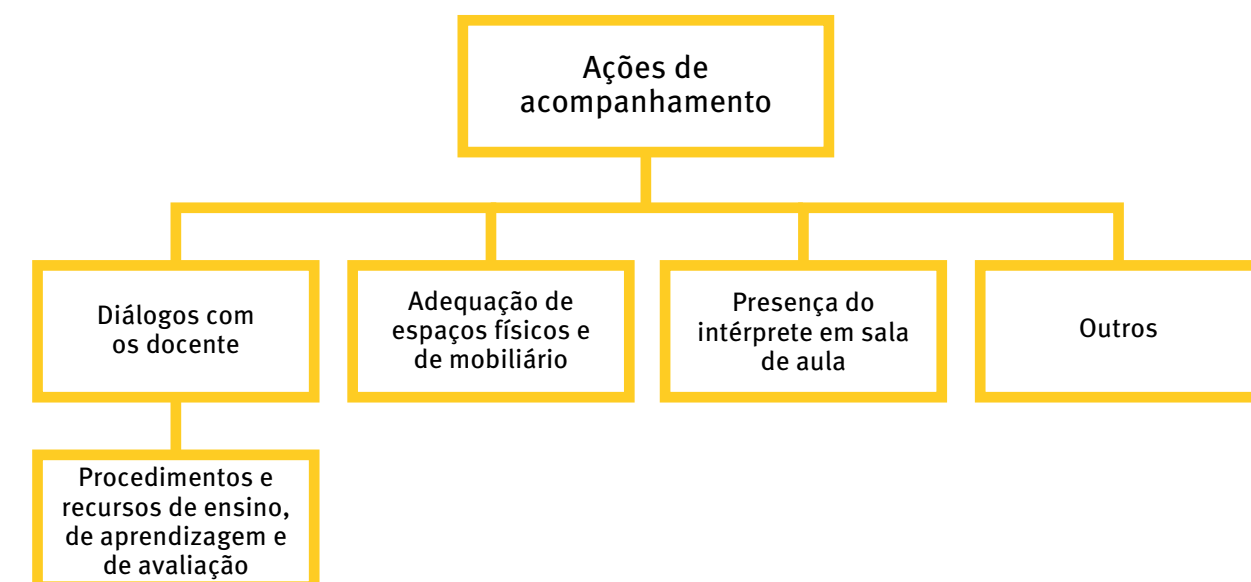 Ações de
acompanhamento
Diálogos com
os docente
Adequação de
espaços físicos e
de mobiliário
Presença do
intérprete em sala
de aula
Outros
Procedimentos e
recursos de ensino,
de aprendizagem e
de avaliação